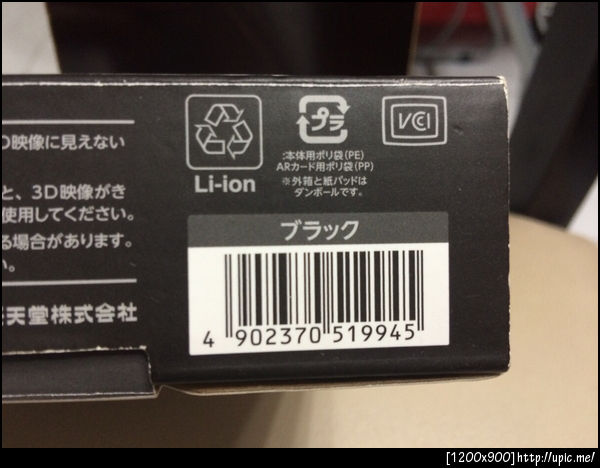 D映像に見えない
と、3D映像がき
使用してください。
る場合があります。
い。
天堂株式会社
Li-ion
プラ
:本体用ポリ袋(PE)
ARカード用ポリ袋(PP)
※外箱と紙パッドは
ダンボールです。
VCI
ブラック
4 902370 519945
[1200x900]http://upic.me/